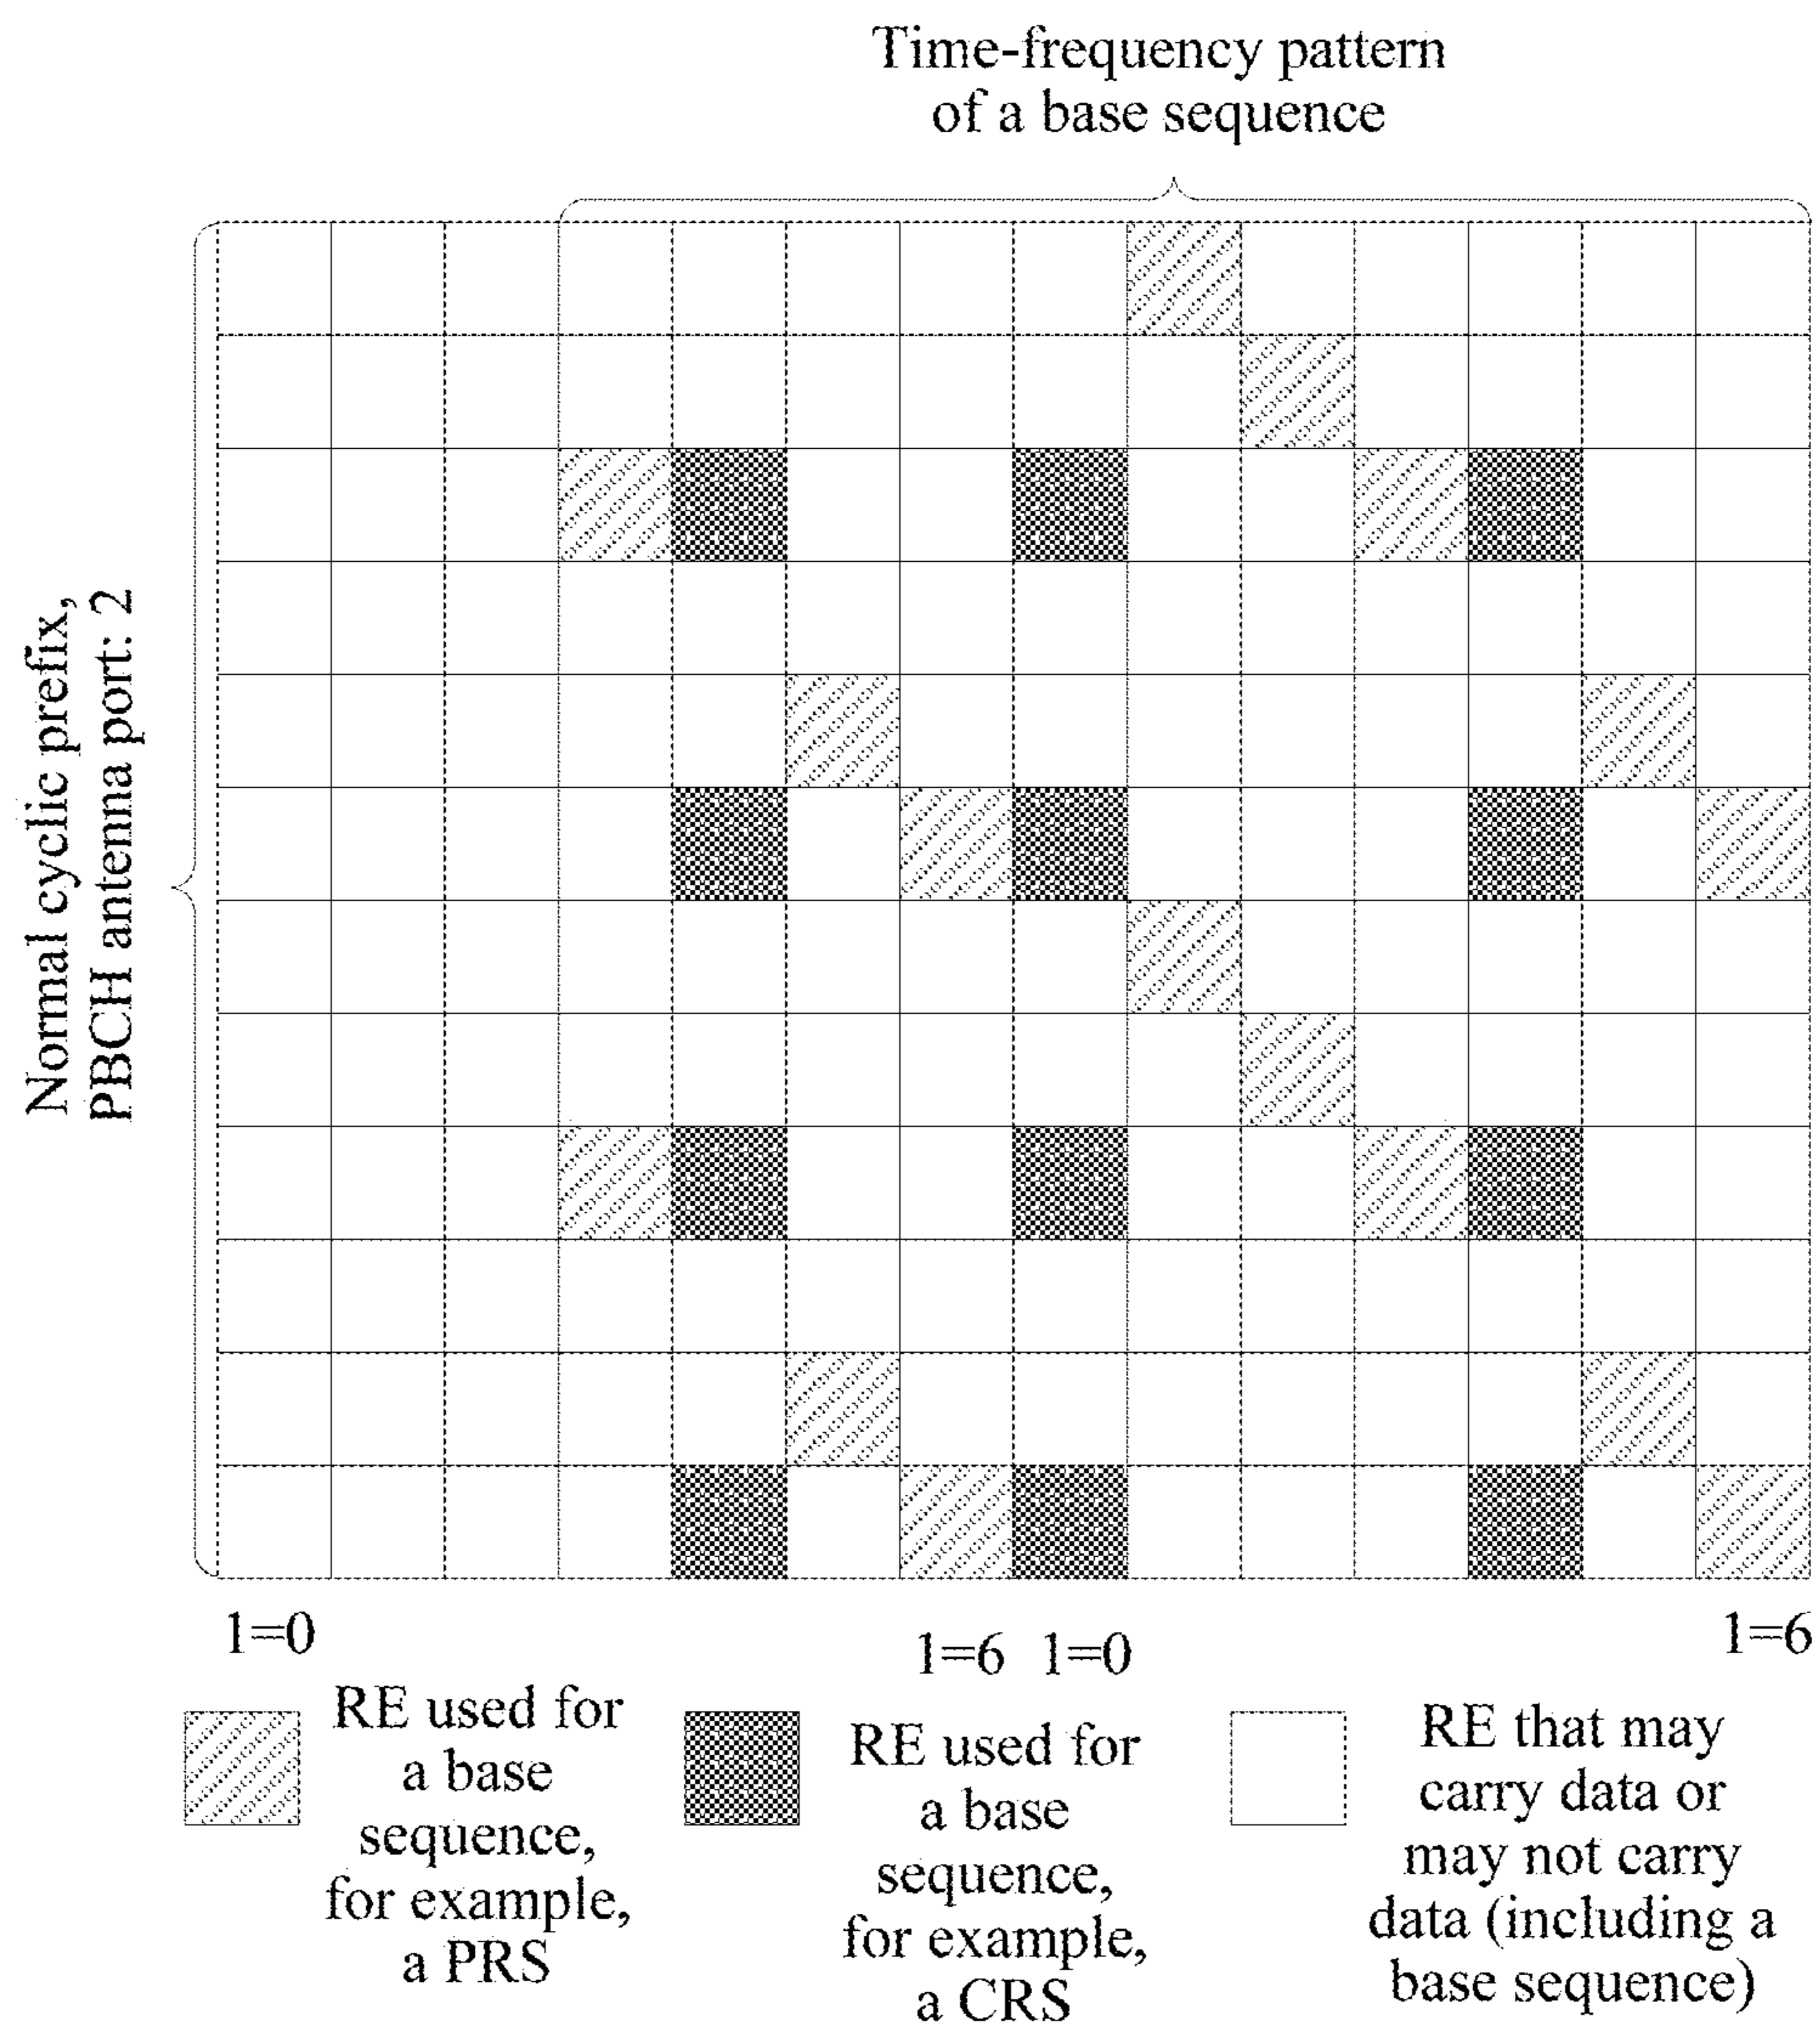 Time-frequency pattern
of a base sequence
Normal cyclic prefix,
PBCH antenna port: 2
1=0
1=6
1=0
1=6
RE used for
a base
sequence,
for example,
a PRS
RE used for
a base
sequence,
for example,
a CRS
RE that may
carry data or
may not carry
data (including a
base sequence)